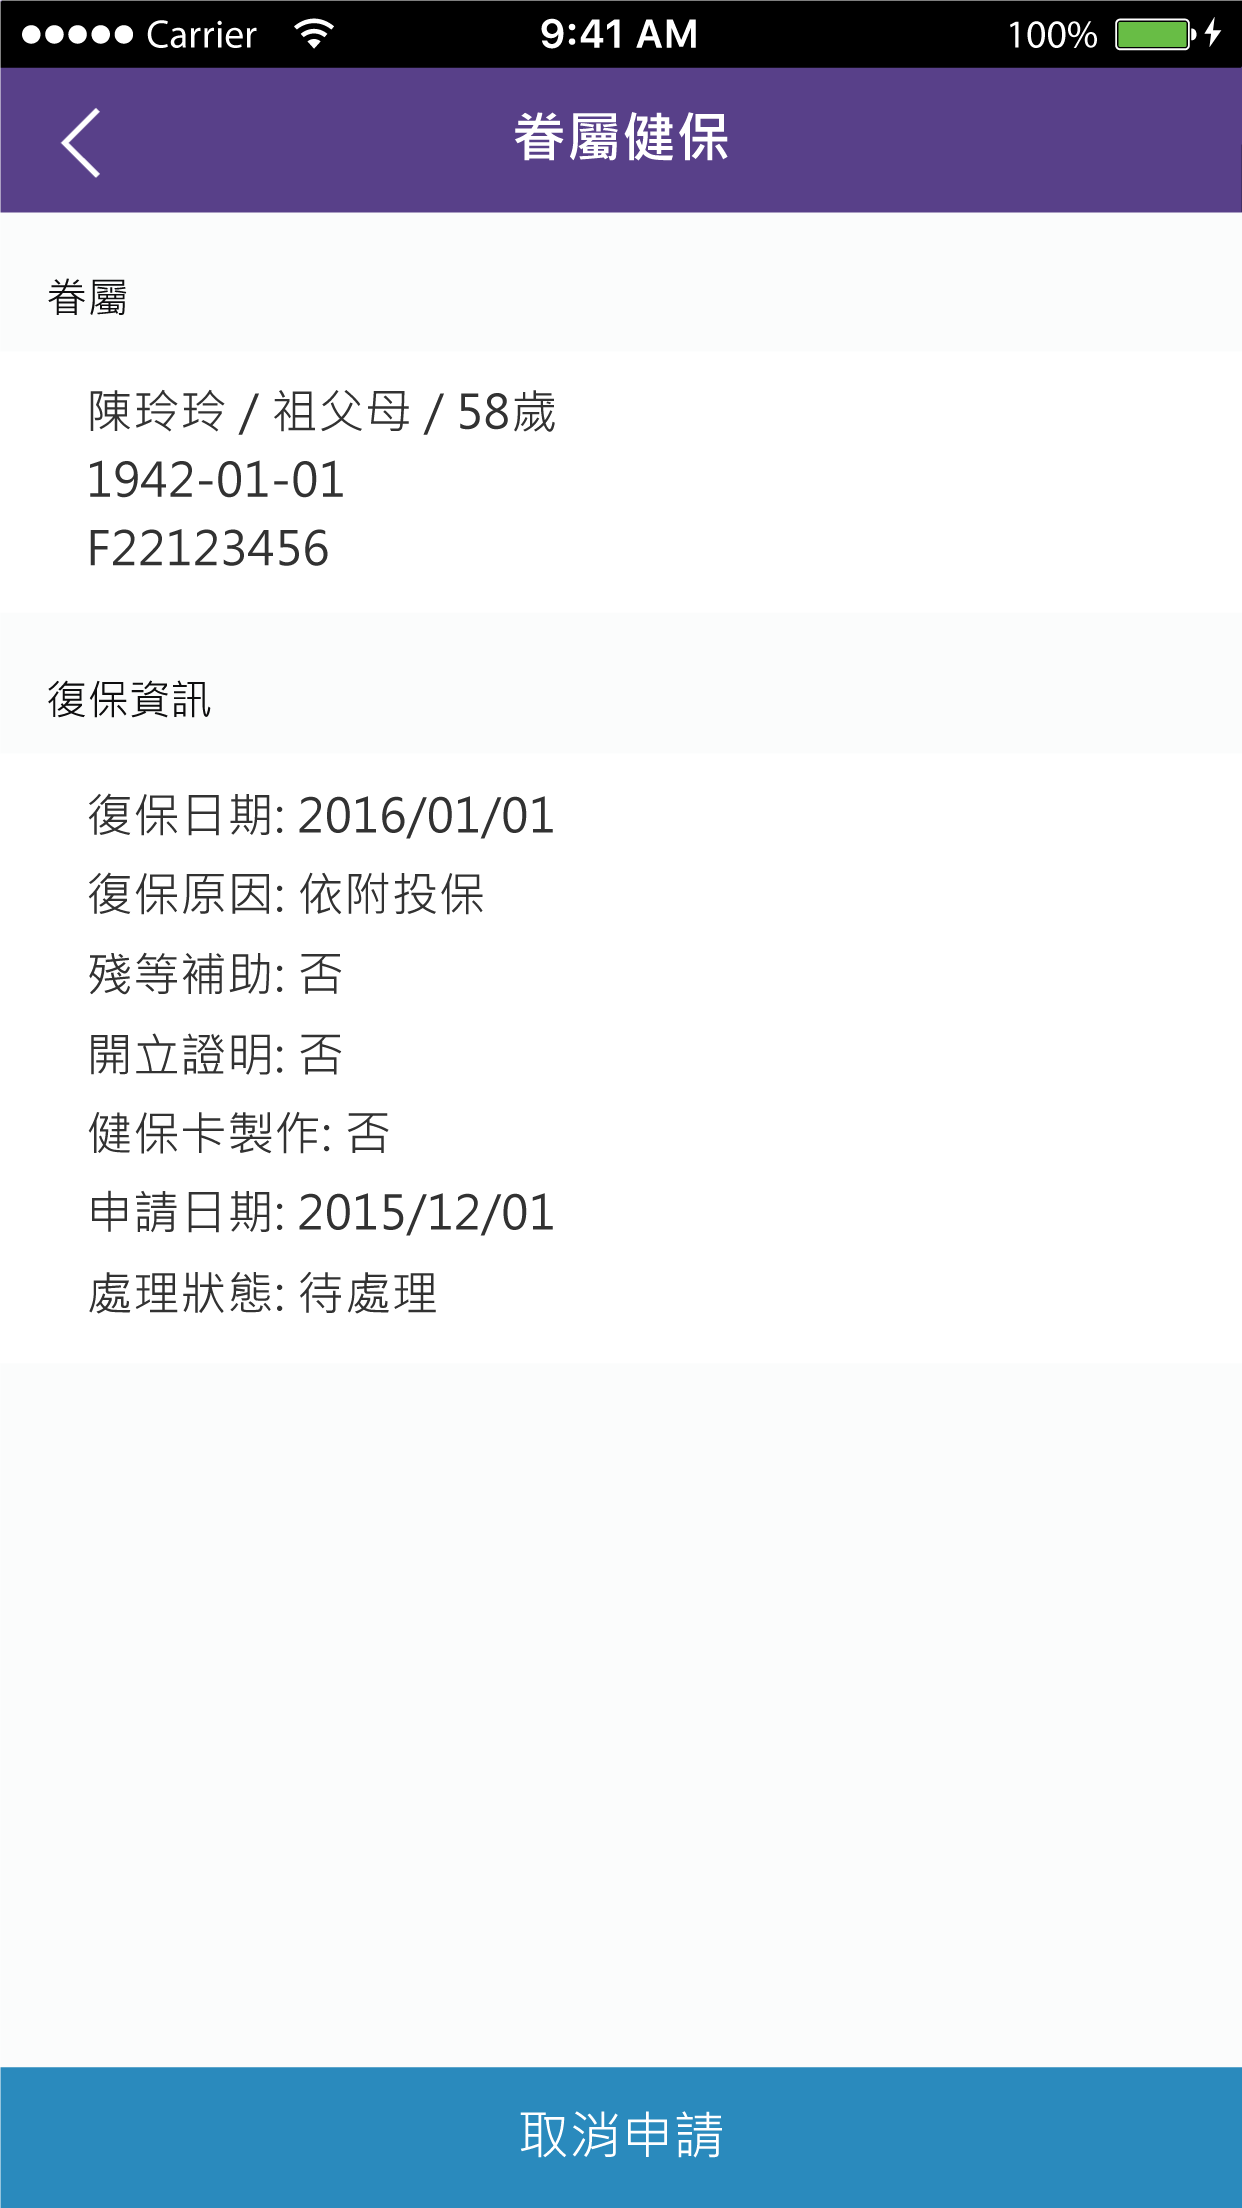 Carrier 9:41 AM 100%
眷屬健保
眷屬
陳玲玲 / 祖父母 / 58歲
1942-01-01
F22123456
復保資訊
復保日期: 2016/01/01
復保原因: 依附投保
殘等補助: 否
開立證明: 否
健保卡製作: 否
申請日期: 2015/12/01
處理狀態: 待處理
取消申請